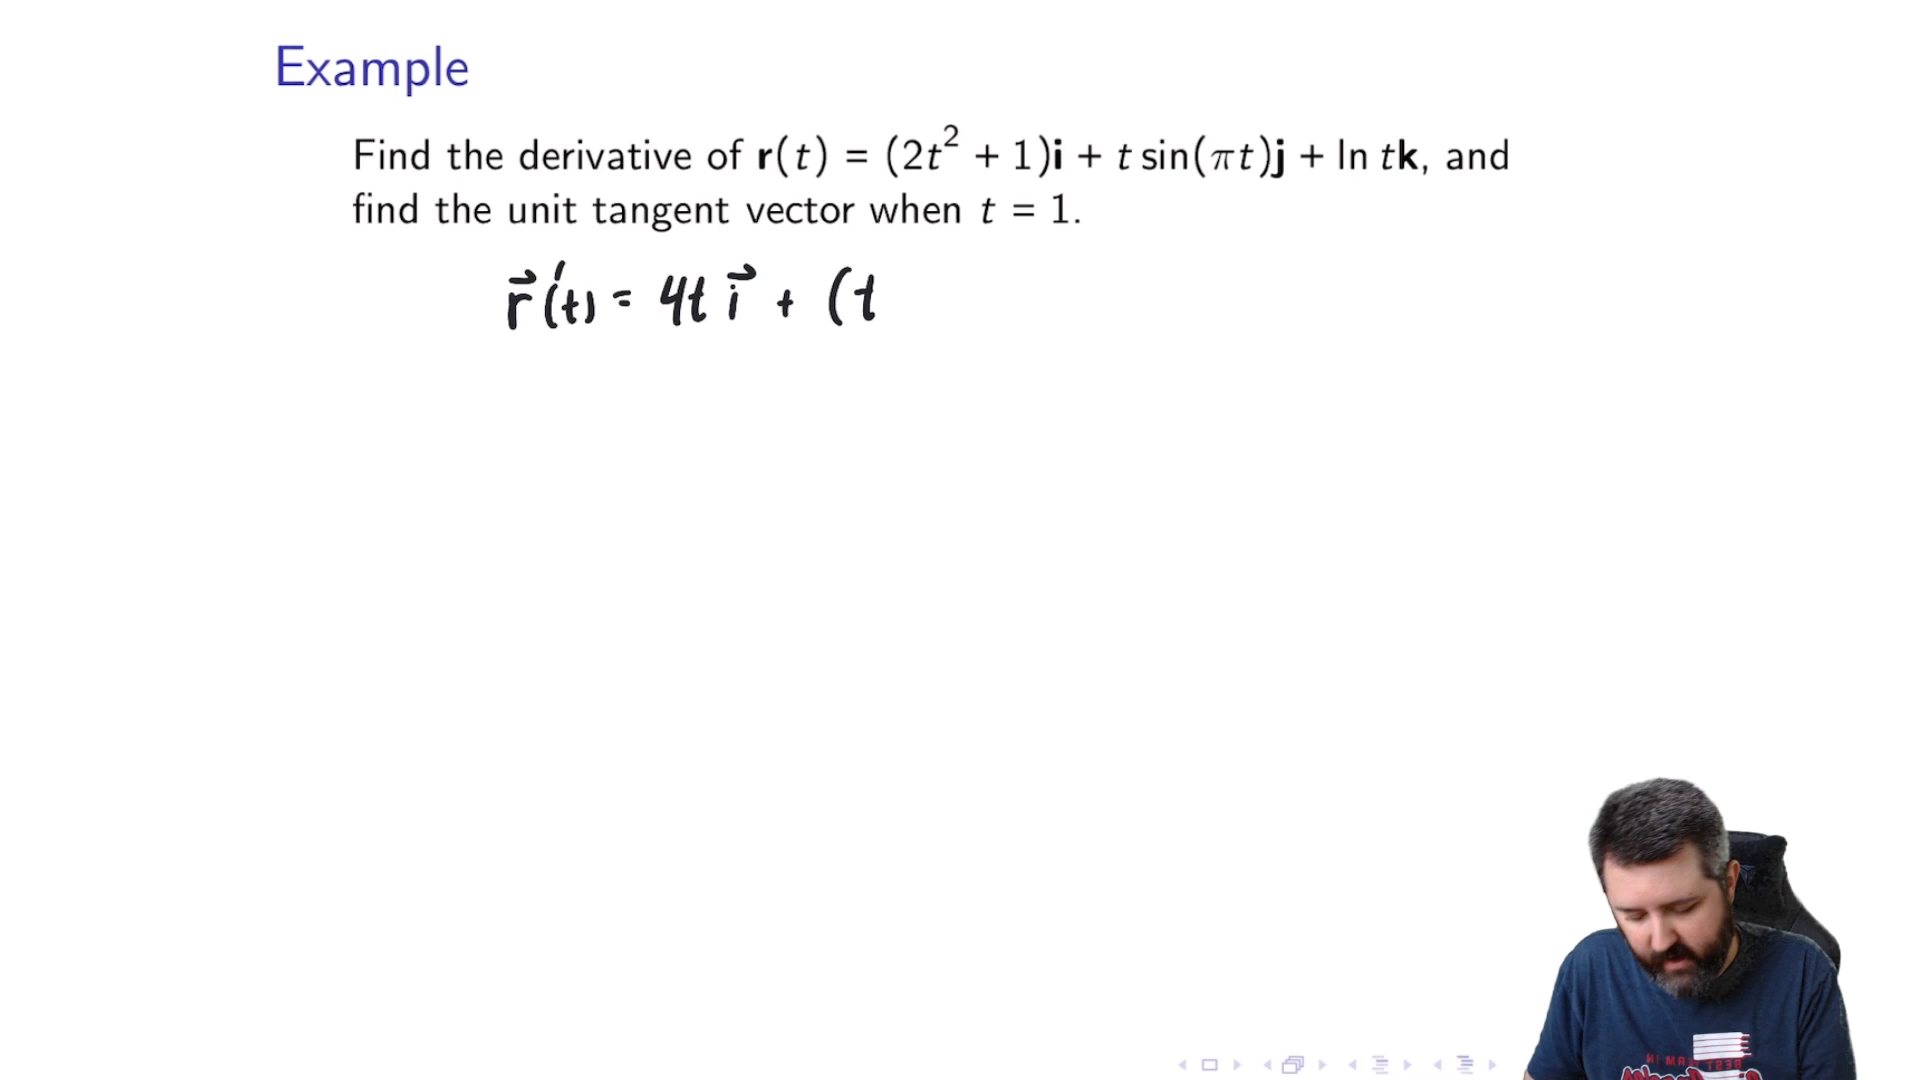 Example
Find the derivative of r(t) = (2t² + 1)i + t sin(πt)j + ln tk, and
find the unit tangent vector when t = 1.
r⃗′(t) = 4t i⃗ + (t